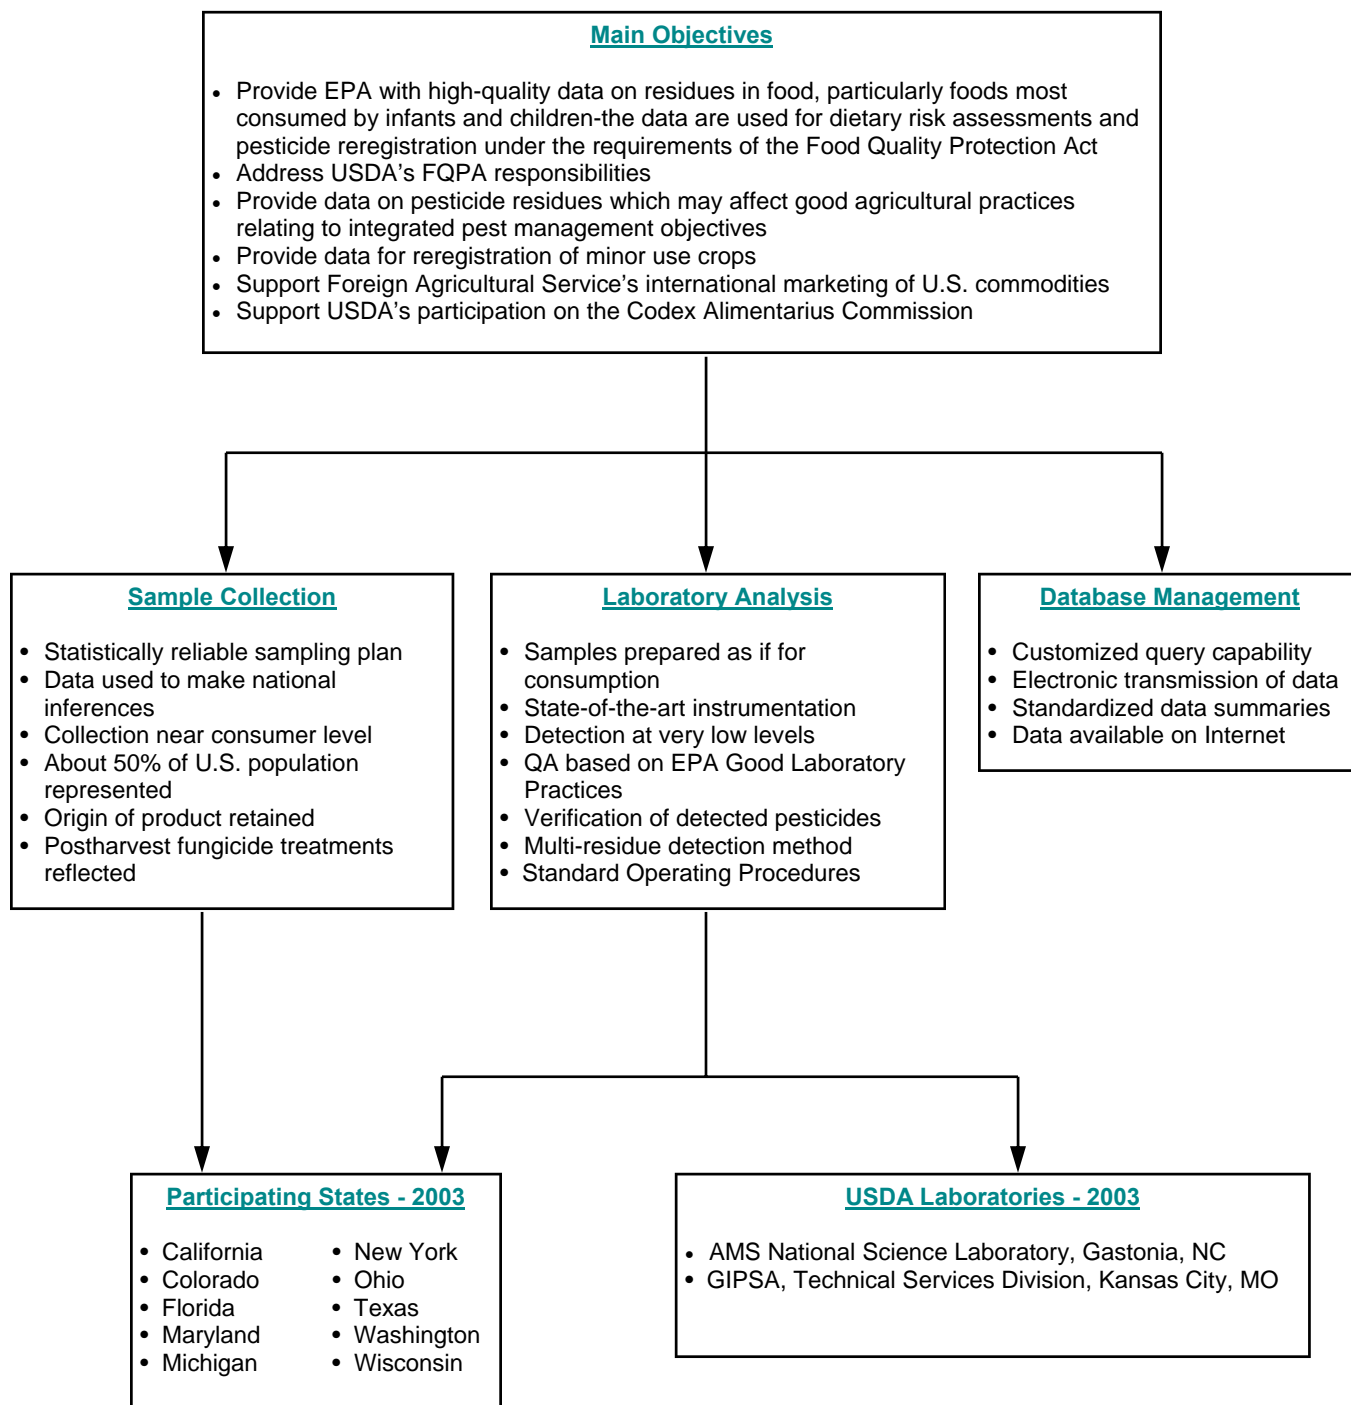 Main Objectives
• Provide EPA with high-quality data on residues in food, particularly foods most
consumed by infants and children-the data are used for dietary risk assessments and
pesticide reregistration under the requirements of the Food Quality Protection Act
• Address USDA’s FQPA responsibilities
• Provide data on pesticide residues which may affect good agricultural practices
relating to integrated pest management objectives
• Provide data for reregistration of minor use crops
• Support Foreign Agricultural Service’s international marketing of U.S. commodities
• Support USDA’s participation on the Codex Alimentarius Commission
Sample Collection
• Statistically reliable sampling plan
• Data used to make national
inferences
• Collection near consumer level
• About 50% of U.S. population
represented
• Origin of product retained
• Postharvest fungicide treatments
reflected
Laboratory Analysis
• Samples prepared as if for
consumption
• State-of-the-art instrumentation
• Detection at very low levels
• QA based on EPA Good Laboratory
Practices
• Verification of detected pesticides
• Multi-residue detection method
• Standard Operating Procedures
Database Management
• Customized query capability
• Electronic transmission of data
• Standardized data summaries
• Data available on Internet
Participating States - 2003
• California
• Colorado
• Florida
• Maryland
• Michigan
• New York
• Ohio
• Texas
• Washington
• Wisconsin
USDA Laboratories - 2003
• AMS National Science Laboratory, Gastonia, NC
• GIPSA, Technical Services Division, Kansas City, MO